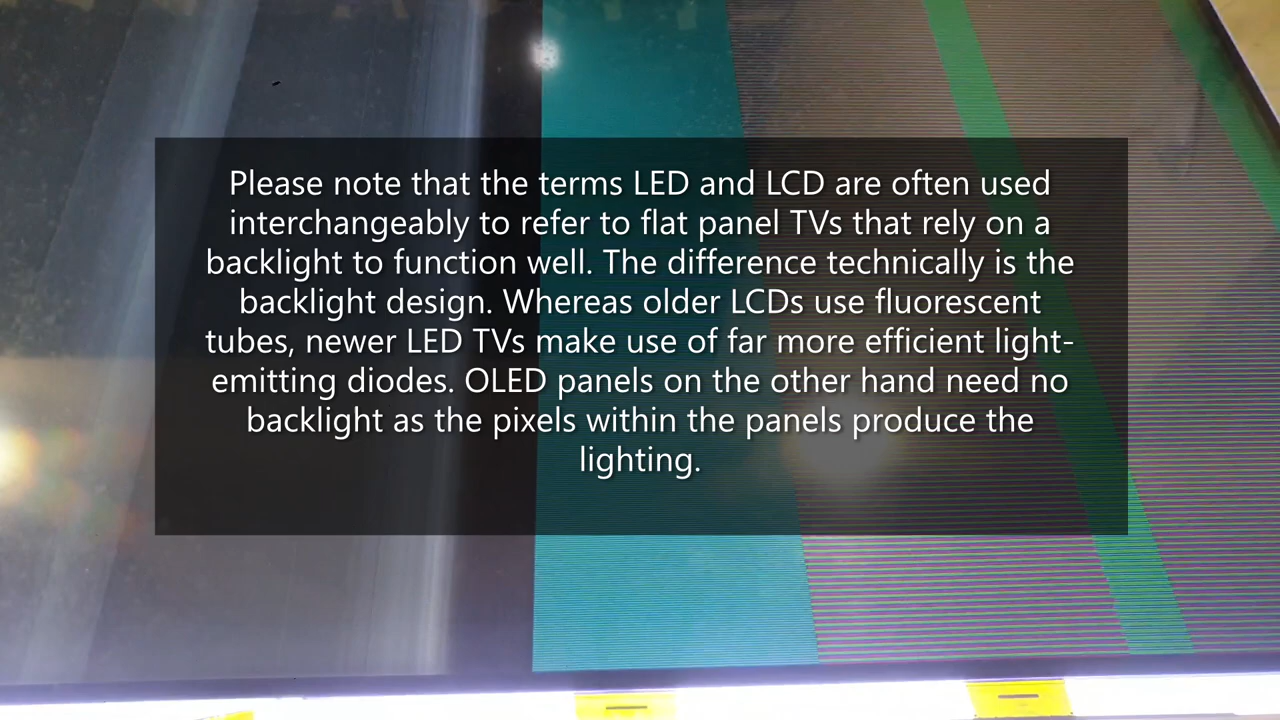 Please note that the terms LED and LCD are often used
interchangeably to refer to flat panel TVs that rely on a
backlight to function well. The difference technically is the
backlight design. Whereas older LCDs use fluorescent
tubes, newer LED TVs make use of far more efficient light-
emitting diodes. OLED panels on the other hand need no
backlight as the pixels within the panels produce the
lighting.